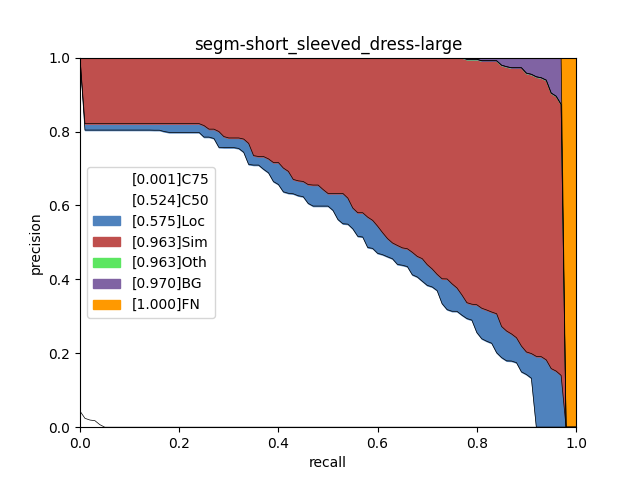 segm-short_sleeved_dress-large
1.0
0.8
0.6
0.4
0.2
0.0
precision
[0.001]C75
[0.524]C50
[0.575]Loc
[0.963]Sim
[0.963]Oth
[0.970]BG
[1.000]FN
0.0 0.2 0.4 0.6 0.8 1.0
recall